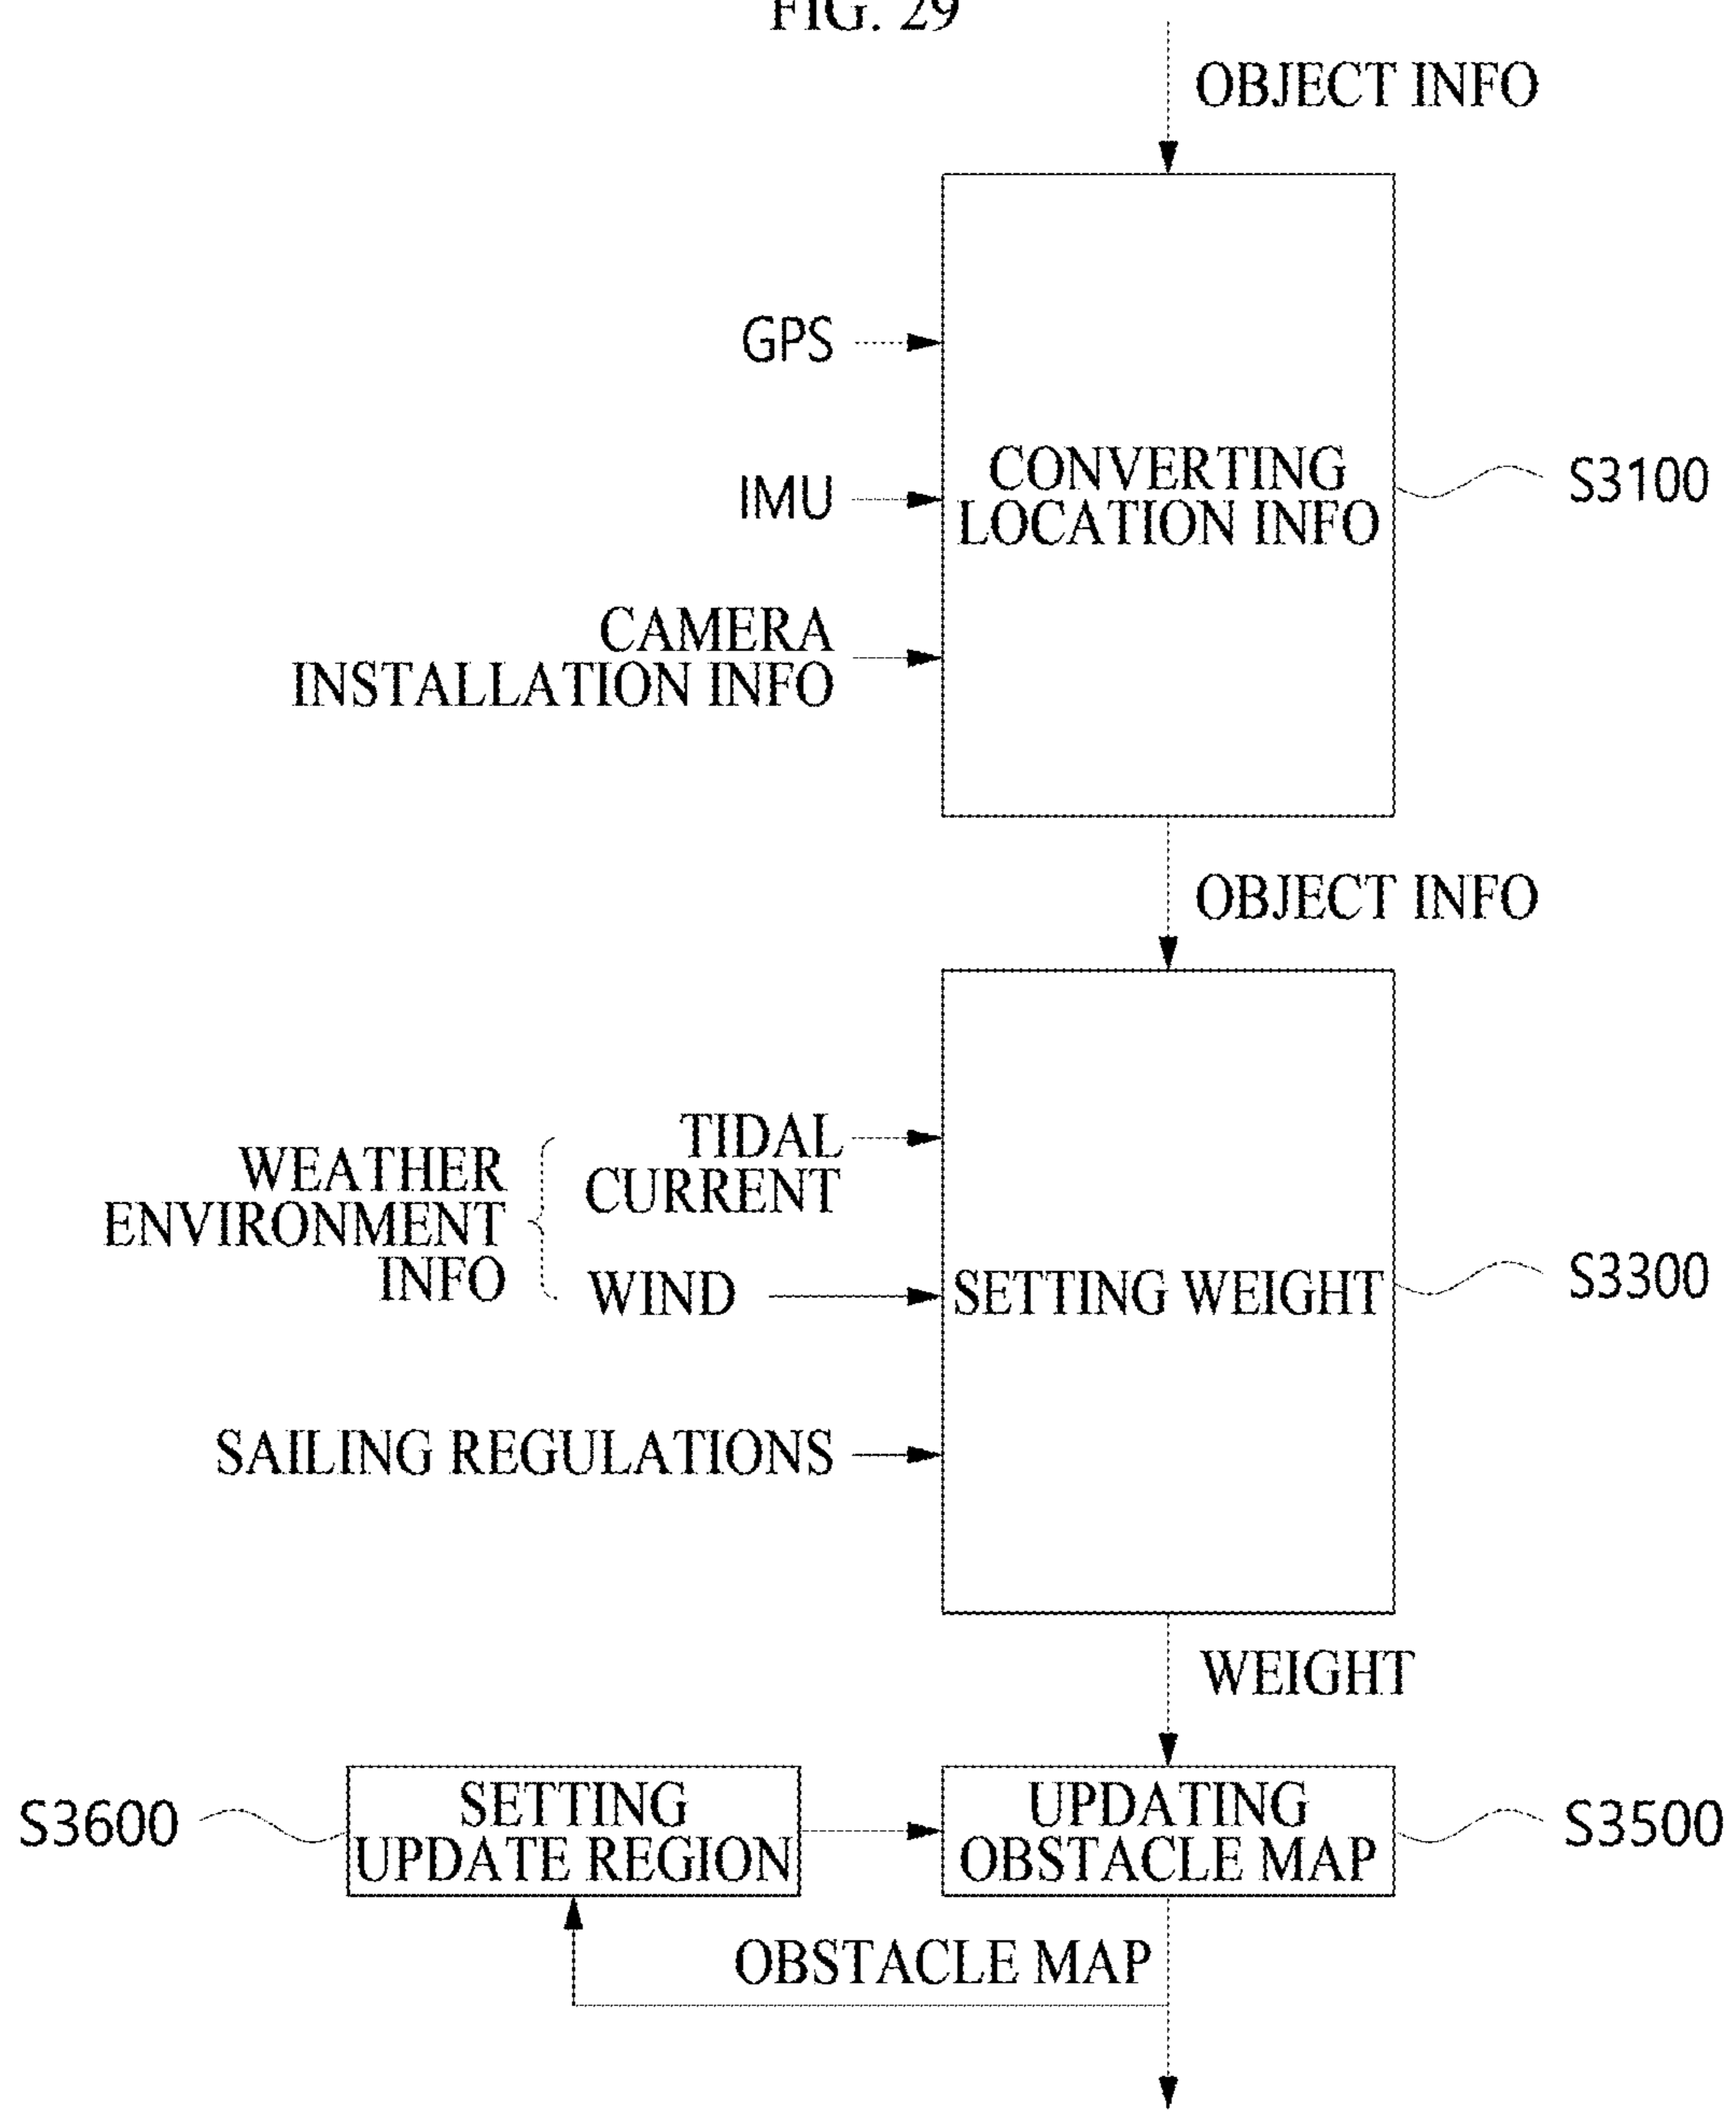 FIG. 29
OBJECT INFO
GPS
IMU
CAMERA
INSTALLATION INFO
CONVERTING
LOCATION INFO
S3100
OBJECT INFO
WEATHER
ENVIRONMENT
INFO
TIDAL
CURRENT
WIND
SETTING WEIGHT
S3300
SAILING REGULATIONS
WEIGHT
S3600
SETTING
UPDATE REGION
UPDATING
OBSTACLE MAP
S3500
OBSTACLE MAP